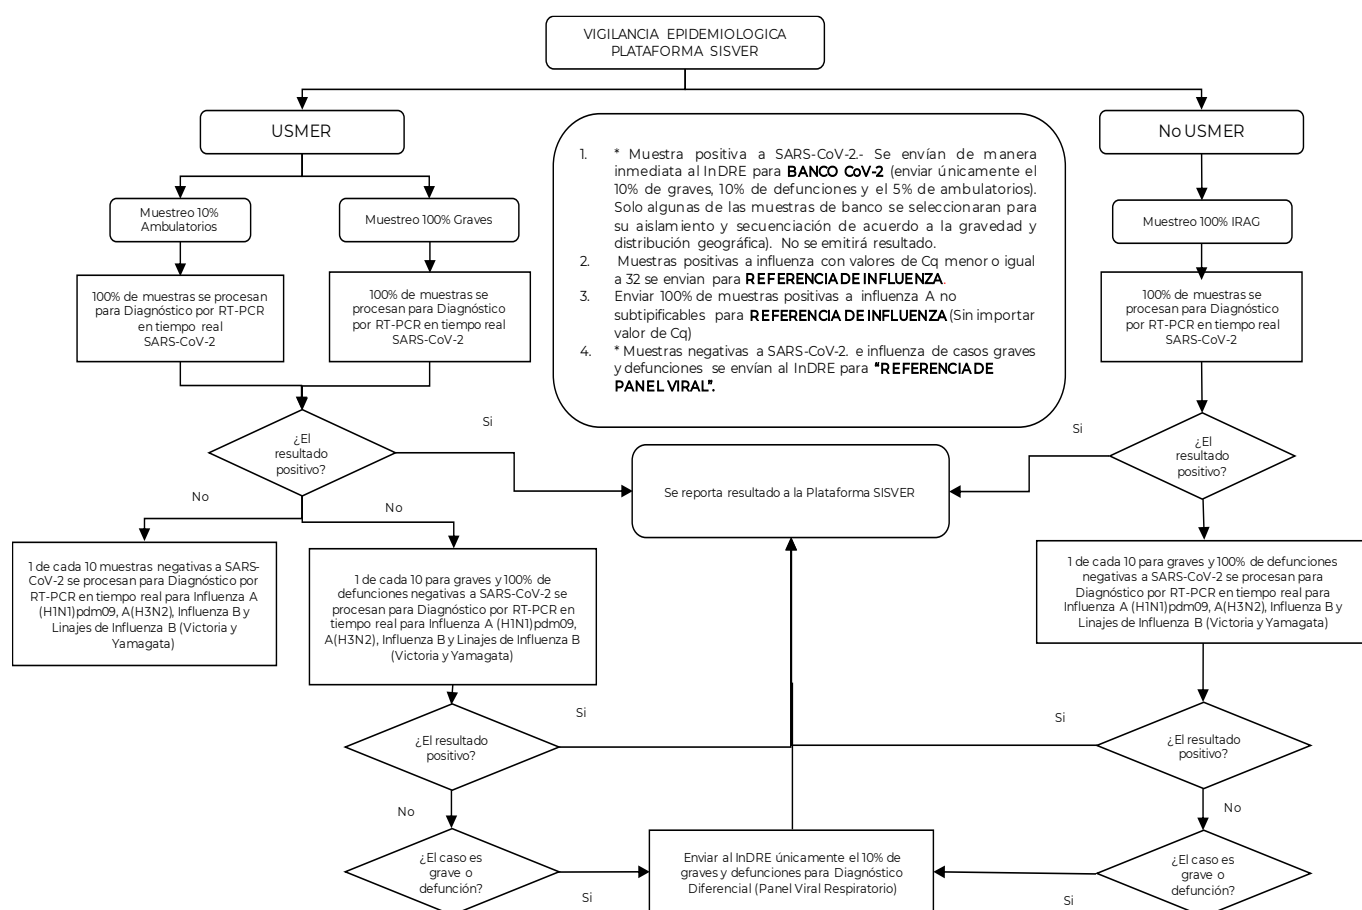 VIGILANCIA EPIDEMIOLOGICA
PLATAFORMA SISVER
USMER
No USMER
Muestreo 10%
Ambulatorios
Muestreo 100% Graves
Muestreo 100% IRAG
100% de muestras se procesan
para Diagnóstico por RT-PCR
en tiempo real
SARS-CoV-2
100% de muestras se
procesan para Diagnóstico
por RT-PCR en tiempo real
SARS-CoV-2
1. * Muestra positiva a SARS-CoV-2.- Se envían de manera
inmediata al InDRE para BANCO CoV-2 (enviar únicamente el
10% de graves, 10% de defunciones y el 5% de ambulatorios).
Solo algunas de las muestras de banco se seleccionaran para
su aislamiento y secuenciación de acuerdo a la gravedad y
distribución geográfica). No se emitirá resultado.
2. Muestras positivas a influenza con valores de Cq menor o igual
a 32 se envian para REFERENCIA DE INFLUENZA.
3. Enviar 100% de muestras positivas a influenza A no
subtipificables para REFERENCIA DE INFLUENZA (Sin importar
valor de Cq)
4. * Muestras negativas a SARS-CoV-2. e influenza de casos graves
y defunciones se envían al InDRE para "REFERENCIA DE
PANEL VIRAL".
100% de muestras se
procesan para Diagnóstico
por RT-PCR en tiempo real
SARS-CoV-2
¿El
resultado
positivo?
Si
Si
¿El
resultado
positivo?
Se reporta resultado a la Plataforma SISVER
No
No
1 de cada 10 muestras negativas a SARS-
CoV-2 se procesan para Diagnóstico por
RT-PCR en tiempo real para Influenza A
(H1N1)pdm09, A(H3N2), Influenza B y
Linajes de Influenza B (Victoria y
Yamagata)
1 de cada 10 para graves y 100% de
defunciones negativas a SARS-CoV-2 se
procesan para Diagnóstico por RT-PCR en
tiempo real para Influenza A (H1N1)pdm09,
A(H3N2), Influenza B y Linajes de Influenza B
(Victoria y Yamagata)
1 de cada 10 para graves y 100% de defunciones
negativas a SARS-CoV-2 se procesan para
Diagnóstico por RT-PCR en tiempo real para
Influenza A (H1N1)pdm09, A(H3N2), Influenza B y
Linajes de Influenza B (Victoria y Yamagata)
Si
Si
¿El resultado
positivo?
¿El resultado
positivo?
No
No
¿El caso es
grave o
defunción?
Si
Enviar al InDRE únicamente el 10% de
graves y defunciones para Diagnóstico
Diferencial (Panel Viral Respiratorio)
¿El caso es
grave o
defunción?
Si